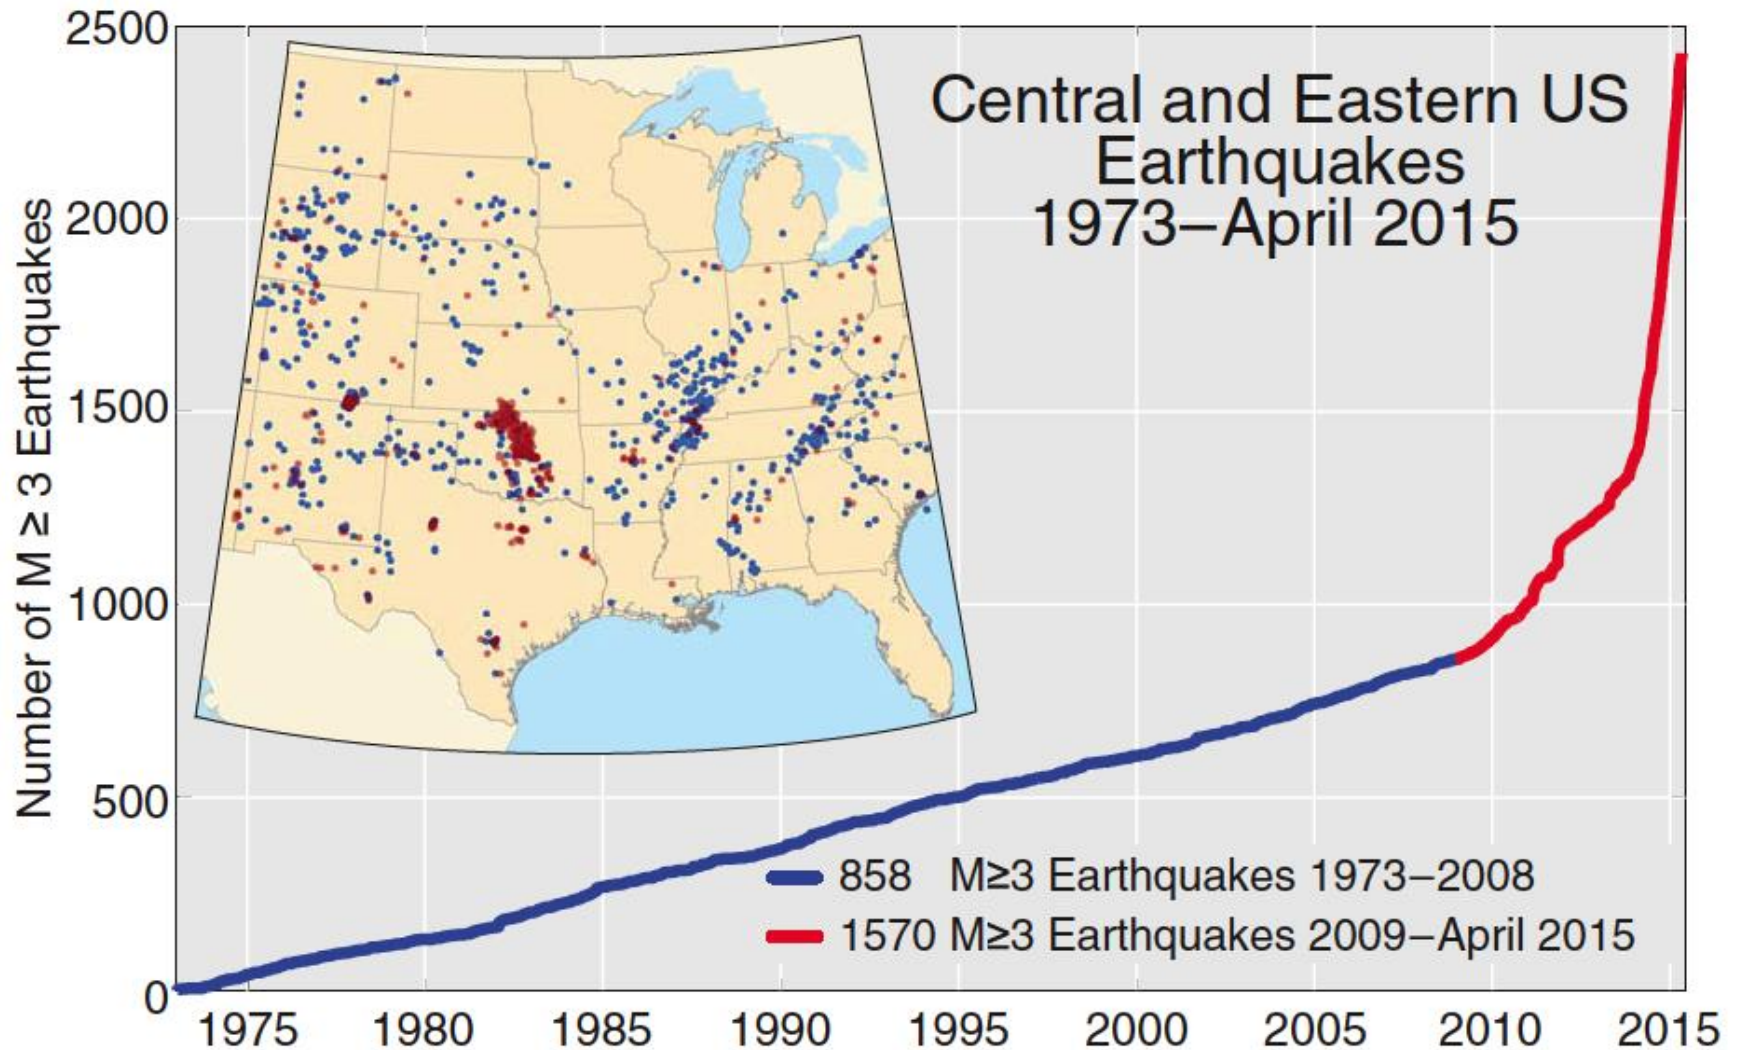 Central and Eastern US
Earthquakes
1973–April 2015
Number of M ≥ 3 Earthquakes
2500
2000
1500
1000
500
0
858 M≥3 Earthquakes 1973–2008
1570 M≥3 Earthquakes 2009–April 2015
1975 1980 1985 1990 1995 2000 2005 2010 2015